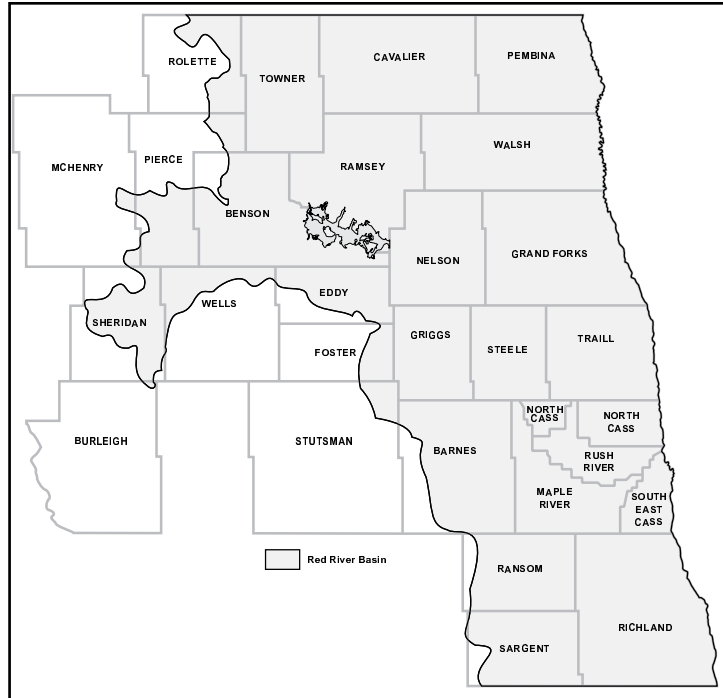 ROLETTE
TOWNER
CAVALIER
PEMBINA
MCHENRY
PIERCE
RAMSEY
WALSH
BENSON
NELSON
GRAND FORKS
SHERIDAN
WELLS
EDDY
FOSTER
GRIGGS
STEELE
TRAILL
BURLEIGH
STUTSMAN
BARNES
NORTH
CASS
NORTH
CASS
RUSH
RIVER
MAPLE
RIVER
SOUTH
EAST
CASS
Red River Basin
RANSOM
RICHLAND
SARGENT